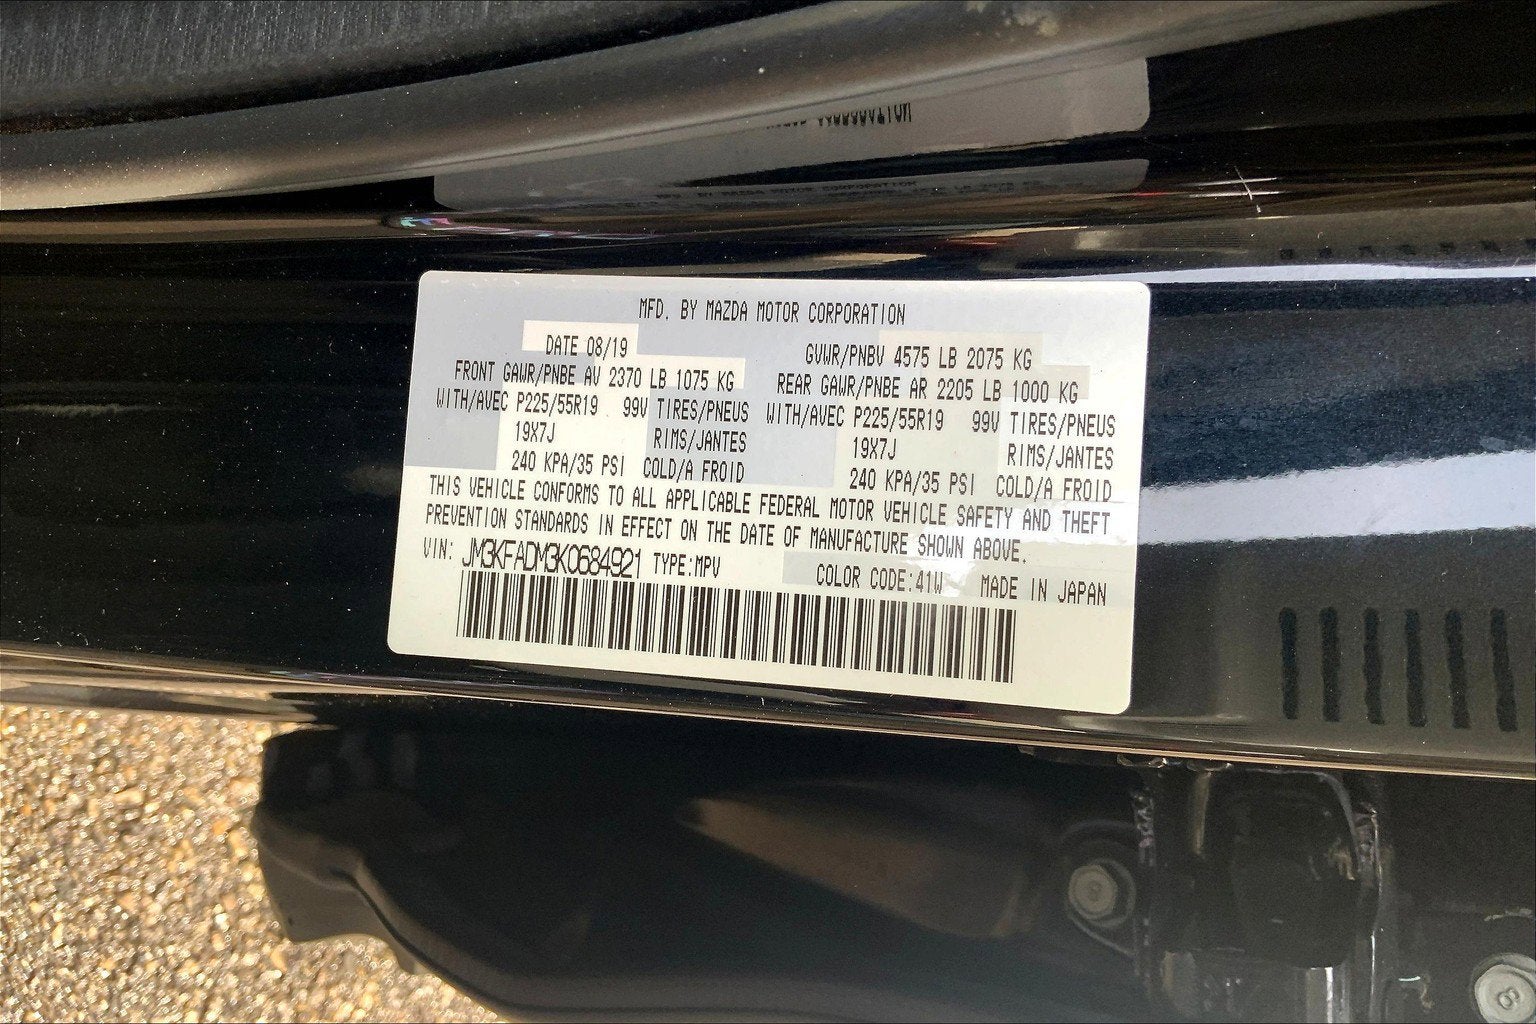 MFD. BY MAZDA MOTOR CORPORATION
DATE 08/19 GVWR/PNBV 4575 LB 2075 KG
FRONT GAWR/PNBE AV 2370 LB 1075 KG REAR GAWR/PNBE AR 2205 LB 1000 KG
WITH/AVEC P225/55R19 99V TIRES/PNEUS WITH/AVEC P225/55R19 99V TIRES/PNEUS
19X7J RIMS/JANTES 19X7J RIMS/JANTES
240 KPA/35 PSI COLD/A FROID 240 KPA/35 PSI COLD/A FROID
THIS VEHICLE CONFORMS TO ALL APPLICABLE FEDERAL MOTOR VEHICLE SAFETY AND THEFT
PREVENTION STANDARDS IN EFFECT ON THE DATE OF MANUFACTURE SHOWN ABOVE.
VIN: JM3KFADM3K0684921 TYPE:MPV COLOR CODE:41W MADE IN JAPAN
8
8